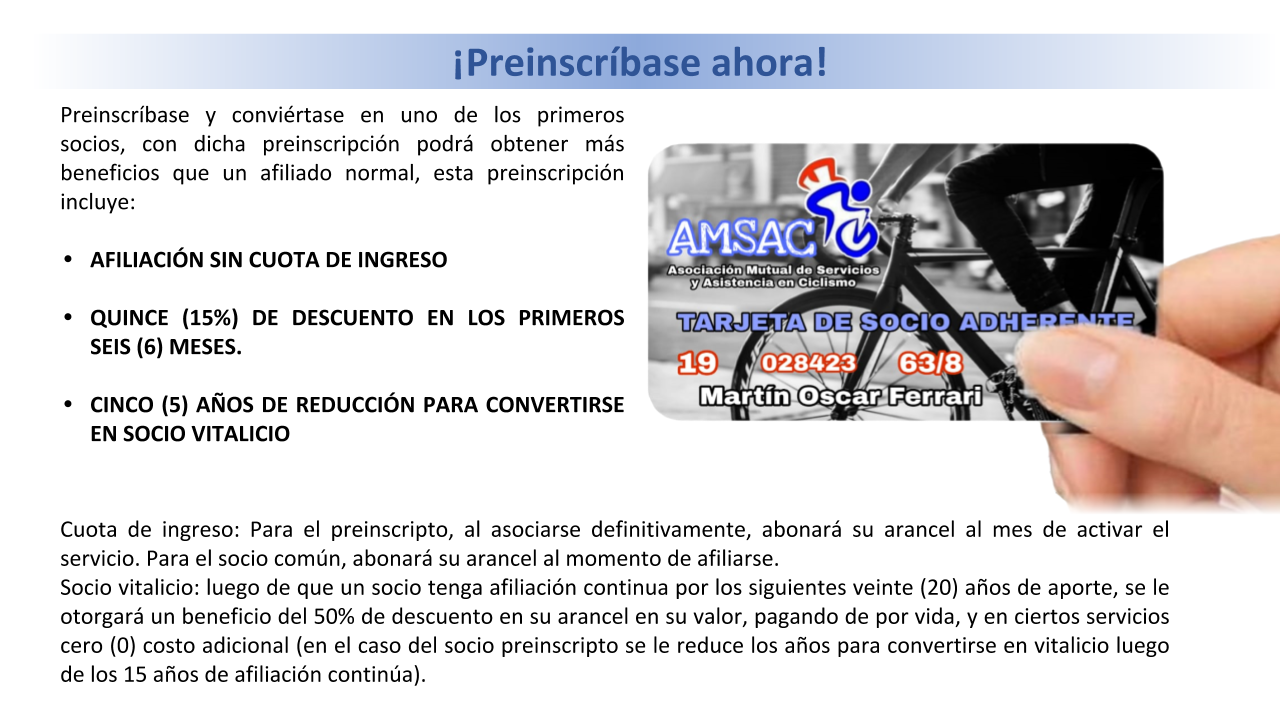 ¡Preinscríbase ahora!
Preinscríbase y conviértase en uno de los primeros
socios, con dicha preinscripción podrá obtener más
beneficios que un afiliado normal, esta preinscripción
incluye:
• AFILIACIÓN SIN CUOTA DE INGRESO
• QUINCE (15%) DE DESCUENTO EN LOS PRIMEROS
SEIS (6) MESES.
• CINCO (5) AÑOS DE REDUCCIÓN PARA CONVERTIRSE
EN SOCIO VITALICIO
AMSAC
Asociación Mutual de Servicios
y Asistencia en Ciclismo
TARJETA DE SOCIO ADHERENTE
19 028423 63/8
Martín Oscar Ferrari
Cuota de ingreso: Para el preinscripto, al asociarse definitivamente, abonará su arancel al mes de activar el
servicio. Para el socio común, abonará su arancel al momento de afiliarse.
Socio vitalicio: luego de que un socio tenga afiliación continua por los siguientes veinte (20) años de aporte, se le
otorgará un beneficio del 50% de descuento en su arancel en su valor, pagando de por vida, y en ciertos servicios
cero (0) costo adicional (en el caso del socio preinscripto se le reduce los años para convertirse en vitalicio luego
de los 15 años de afiliación continúa).